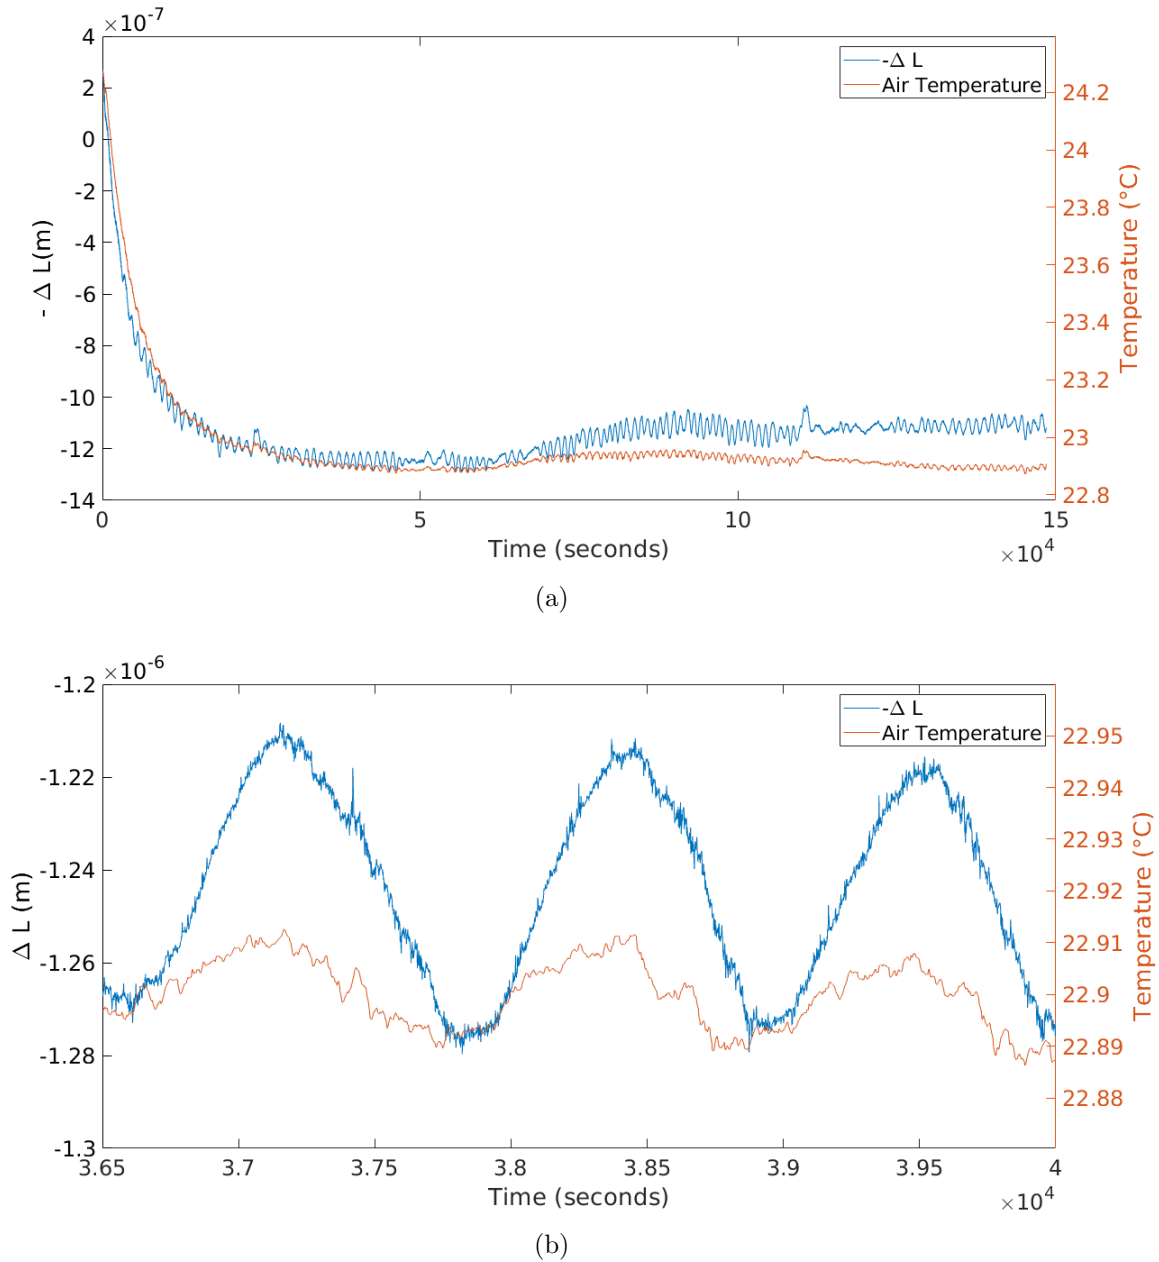 ×10⁻⁷
4
2
0
-2
-4
-6
-8
-10
-12
-14
- Δ L(m)
-Δ L
Air Temperature
24.2
24
23.8
23.6
23.4
23.2
23
22.8
Temperature (°C)
0 5 10 15
Time (seconds)
×10⁴
(a)
×10⁻⁶
-1.2
-1.22
-1.24
-1.26
-1.28
-1.3
Δ L (m)
-Δ L
Air Temperature
22.95
22.94
22.93
22.92
22.91
22.9
22.89
22.88
Temperature (°C)
3.65 3.7 3.75 3.8 3.85 3.9 3.95 4
Time (seconds)
×10⁴
(b)